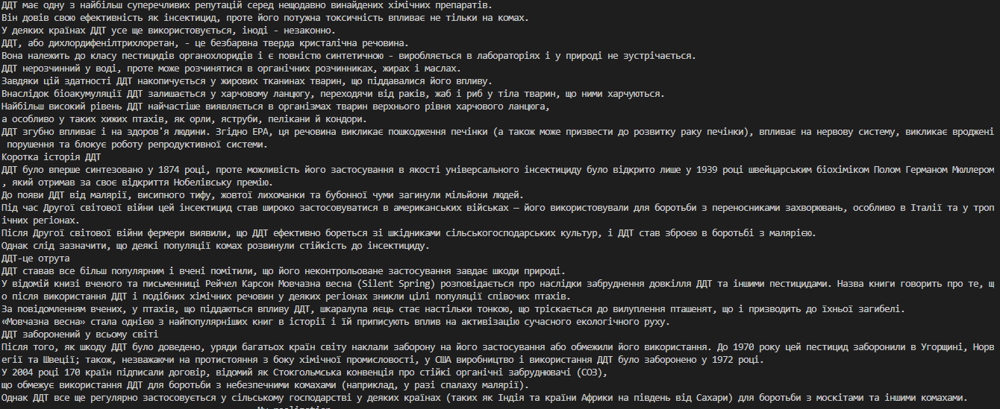 ДДТ має одну з найбільш суперечливих репутацій серед нещодавно винайдених хімічних препаратів.
Він довів свою ефективність як інсектицид, проте його потужна токсичність впливає не тільки на комах.
У деяких країнах ДДТ усе ще використовується, іноді - незаконно.
ДДТ, або дихлордифенілтрихлоретан, - це безбарвна тверда кристалічна речовина.
Вона належить до класу пестицидів органохлоридів і є повністю синтетичною - виробляється в лабораторіях і у природі не зустрічається.
ДДТ нерозчинний у воді, проте може розчинятися в органічних розчинниках, жирах і маслах.
Завдяки цій здатності ДДТ накопичується у жирових тканинах тварин, що піддавалися його впливу.
Внаслідок біоакумуляції ДДТ залишається у харчовому ланцюгу, переходячи від раків, жаб і риб у тіла тварин, що ними харчуються.
Найбільш високий рівень ДДТ найчастіше виявляється в організмах тварин верхнього рівня харчового ланцюга,
а особливо у таких хижих птахів, як орли, яструби, пелікани й кондори.
ДДТ згубно впливає і на здоров'я людини. Згідно EPA, ця речовина викликає пошкодження печінки (а також може призвести до розвитку раку печінки), впливає на нервову систему, викликає вроджені
порушення та блокує роботу репродуктивної системи.
Коротка історія ДДТ
ДДТ було вперше синтезовано у 1874 році, проте можливість його застосування в якості універсального інсектициду було відкрито лише у 1939 році швейцарським біохіміком Полом Германом Мюллером
, який отримав за своє відкриття Нобелівську премію.
До появи ДДТ від малярії, висипного тифу, жовтої лихоманки та бубонної чуми загинули мільйони людей.
Під час Другої світової війни цей інсектицид став широко застосовуватися в американських військах — його використовували для боротьби з переносниками захворювань, особливо в Італії та у троп
ічних регіонах.
Після Другої світової війни фермери виявили, що ДДТ ефективно бореться зі шкідниками сільськогосподарських культур, і ДДТ став зброєю в боротьбі з малярією.
Однак слід зазначити, що деякі популяції комах розвинули стійкість до інсектициду.
ДДТ-це отрута
ДДТ ставав все більш популярним і вчені помітили, що його неконтрольоване застосування завдає шкоди природі.
У відомій книзі вченого та письменниці Рейчел Карсон Мовчазна весна (Silent Spring) розповідається про наслідки забруднення довкілля ДДТ та іншими пестицидами. Назва книги говорить про те, щ
о після використання ДДТ і подібних хімічних речовин у деяких регіонах зникли цілі популяції співочих птахів.
За повідомленням вчених, у птахів, що піддаються впливу ДДТ, шкаралупа яєць стає настільки тонкою, що тріскається до вилуплення пташенят, що і призводить до їхньої загибелі.
«Мовчазна весна» стала однією з найпопулярніших книг в історії і їй приписують вплив на активізацію сучасного екологічного руху.
ДДТ заборонений у всьому світі
Після того, як шкоду ДДТ було доведено, уряди багатьох країн світу наклали заборону на його застосування або обмежили його використання. До 1970 року цей пестицид заборонили в Угорщині, Норв
егії та Швеції; також, незважаючи на протистояння з боку хімічної промисловості, у США виробництво і використання ДДТ було заборонено у 1972 році.
У 2004 році 170 країн підписали договір, відомий як Стокгольмська конвенція про стійкі органічні забруднювачі (СОЗ),
що обмежує використання ДДТ для боротьби з небезпечними комахами (наприклад, у разі спалаху малярії).
Однак ДДТ все ще регулярно застосовується у сільському господарстві у деяких країнах (таких як Індія та країни Африки на південь від Сахари) для боротьби з москітами та іншими комахами.